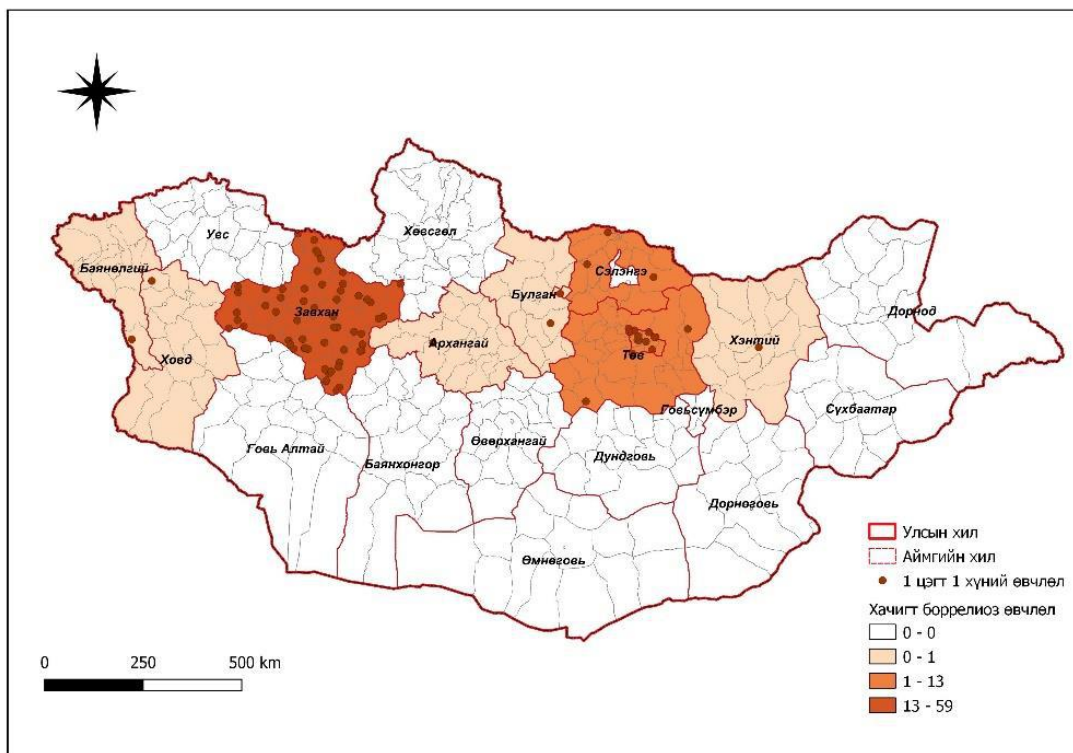 Увс
Хөвсгөл
Баянөлгий
Сэлэнгэ
Булган
Завхан
Дорнод
Хэнтий
Архангай
Ховд
Төв
Говьсүмбэр
Сүхбаатар
Өвөрхангай
Говь Алтай
Дундговь
Баянхонгор
Дорноговь
Өмнөговь
Улсын хил
Аймгийн хил
1 цэгт 1 хүний өвчлөл
Хачигт боррелиоз өвчлөл
0 - 0
0 - 1
1 - 13
13 - 59
0 250 500 km